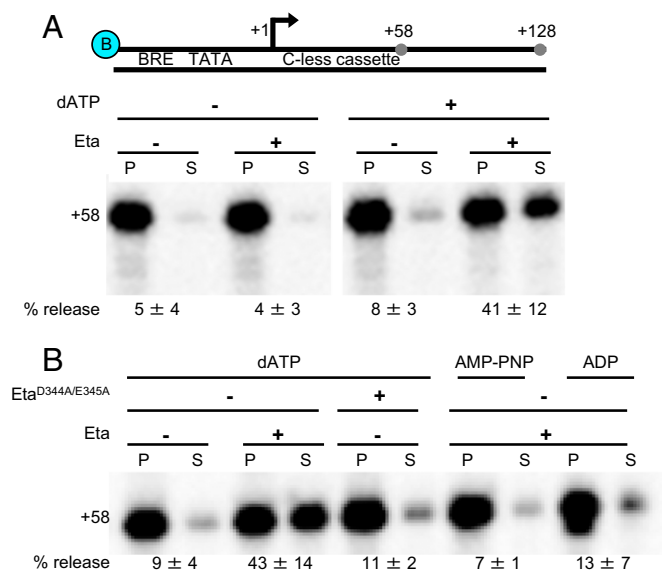 A
B
+1
+58
+128
BRE TATA C-less cassette
dATP - +
Eta - + - +
P S P S P S P S
+58
% release 5 ± 4 4 ± 3 8 ± 3 41 ± 12
B
dATP AMP-PNP ADP
Eta^D344A/E345A - + -
Eta - + - +
P S P S P S P S P S
+58
% release 9 ± 4 43 ± 14 11 ± 2 7 ± 1 13 ± 7